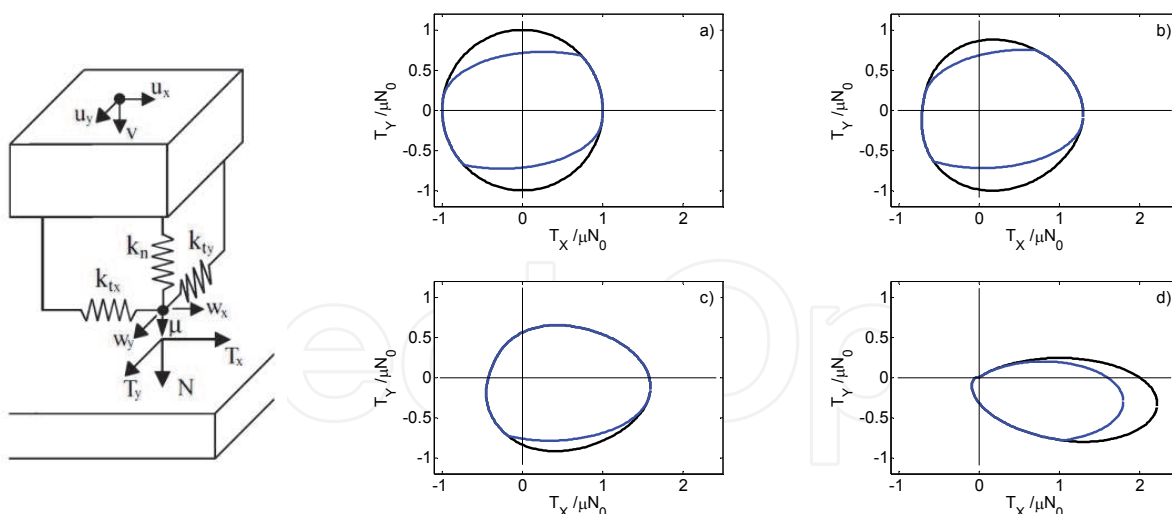 u_x
u_y
v
k_n
k_ty
k_tx
w_x
w_y
μ
T_x
T_y
N
a)
1
0.5
0
-0.5
-1
T_Y /μN_0
-1 0 1 2
T_X /μN_0
b)
1
0.5
0
-0,5
-1
T_Y /μN_0
-1 0 1 2
T_X /μN_0
c)
1
0.5
0
-0.5
-1
T_Y /μN_0
-1 0 1 2
T_X /μN_0
d)
1
0.5
0
-0.5
-1
T_Y /μN_0
-1 0 1 2
T_X /μN_0